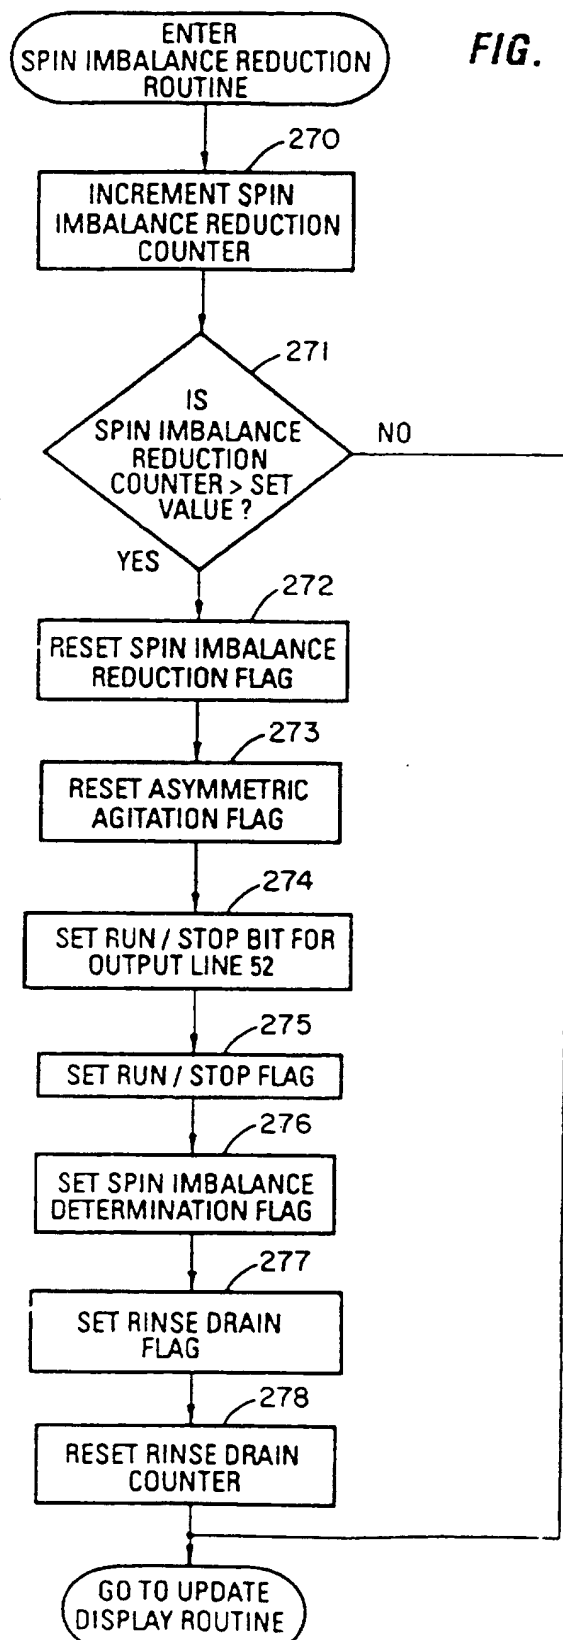 ENTER
SPIN IMBALANCE REDUCTION
ROUTINE
FIG.
270
INCREMENT SPIN
IMBALANCE REDUCTION
COUNTER
271
IS
SPIN IMBALANCE
REDUCTION
COUNTER > SET
VALUE ?
NO
YES
272
RESET SPIN IMBALANCE
REDUCTION FLAG
273
RESET ASYMMETRIC
AGITATION FLAG
274
SET RUN / STOP BIT FOR
OUTPUT LINE 52
275
SET RUN / STOP FLAG
276
SET SPIN IMBALANCE
DETERMINATION FLAG
277
SET RINSE DRAIN
FLAG
278
RESET RINSE DRAIN
COUNTER
GO TO UPDATE
DISPLAY ROUTINE